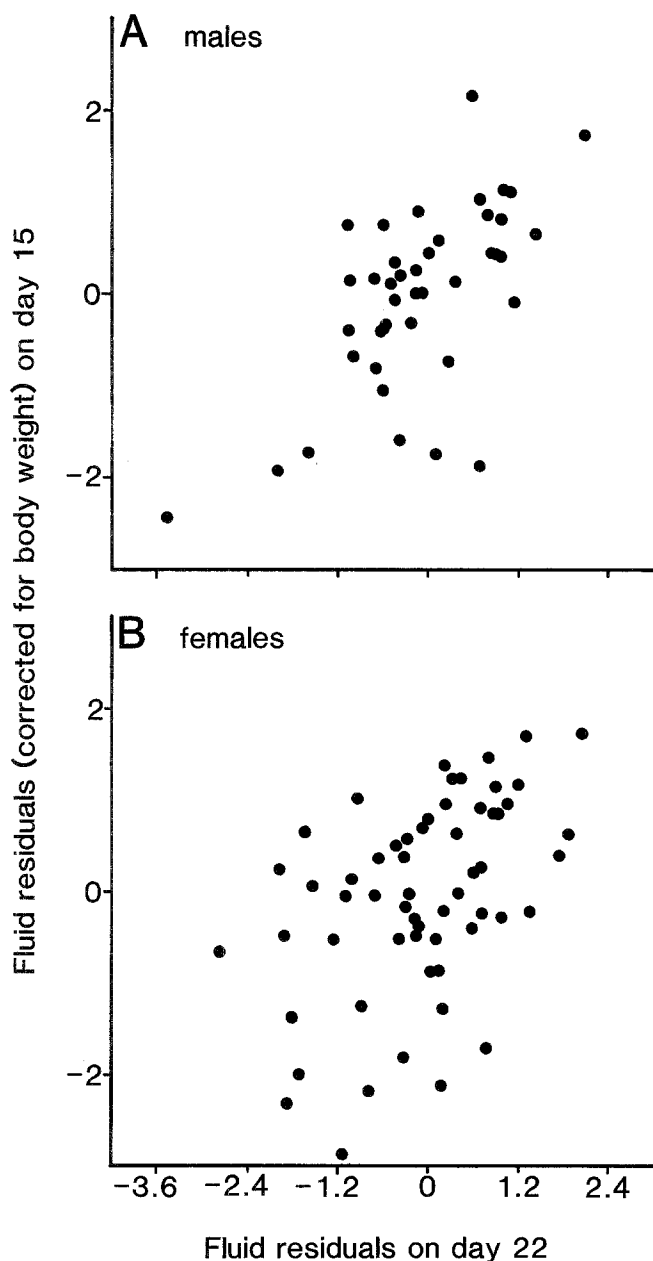 A males
2
0
−2
B females
2
0
−2
−3.6 −2.4 −1.2 0 1.2 2.4
Fluid residuals on day 22
Fluid residuals (corrected for body weight) on day 15